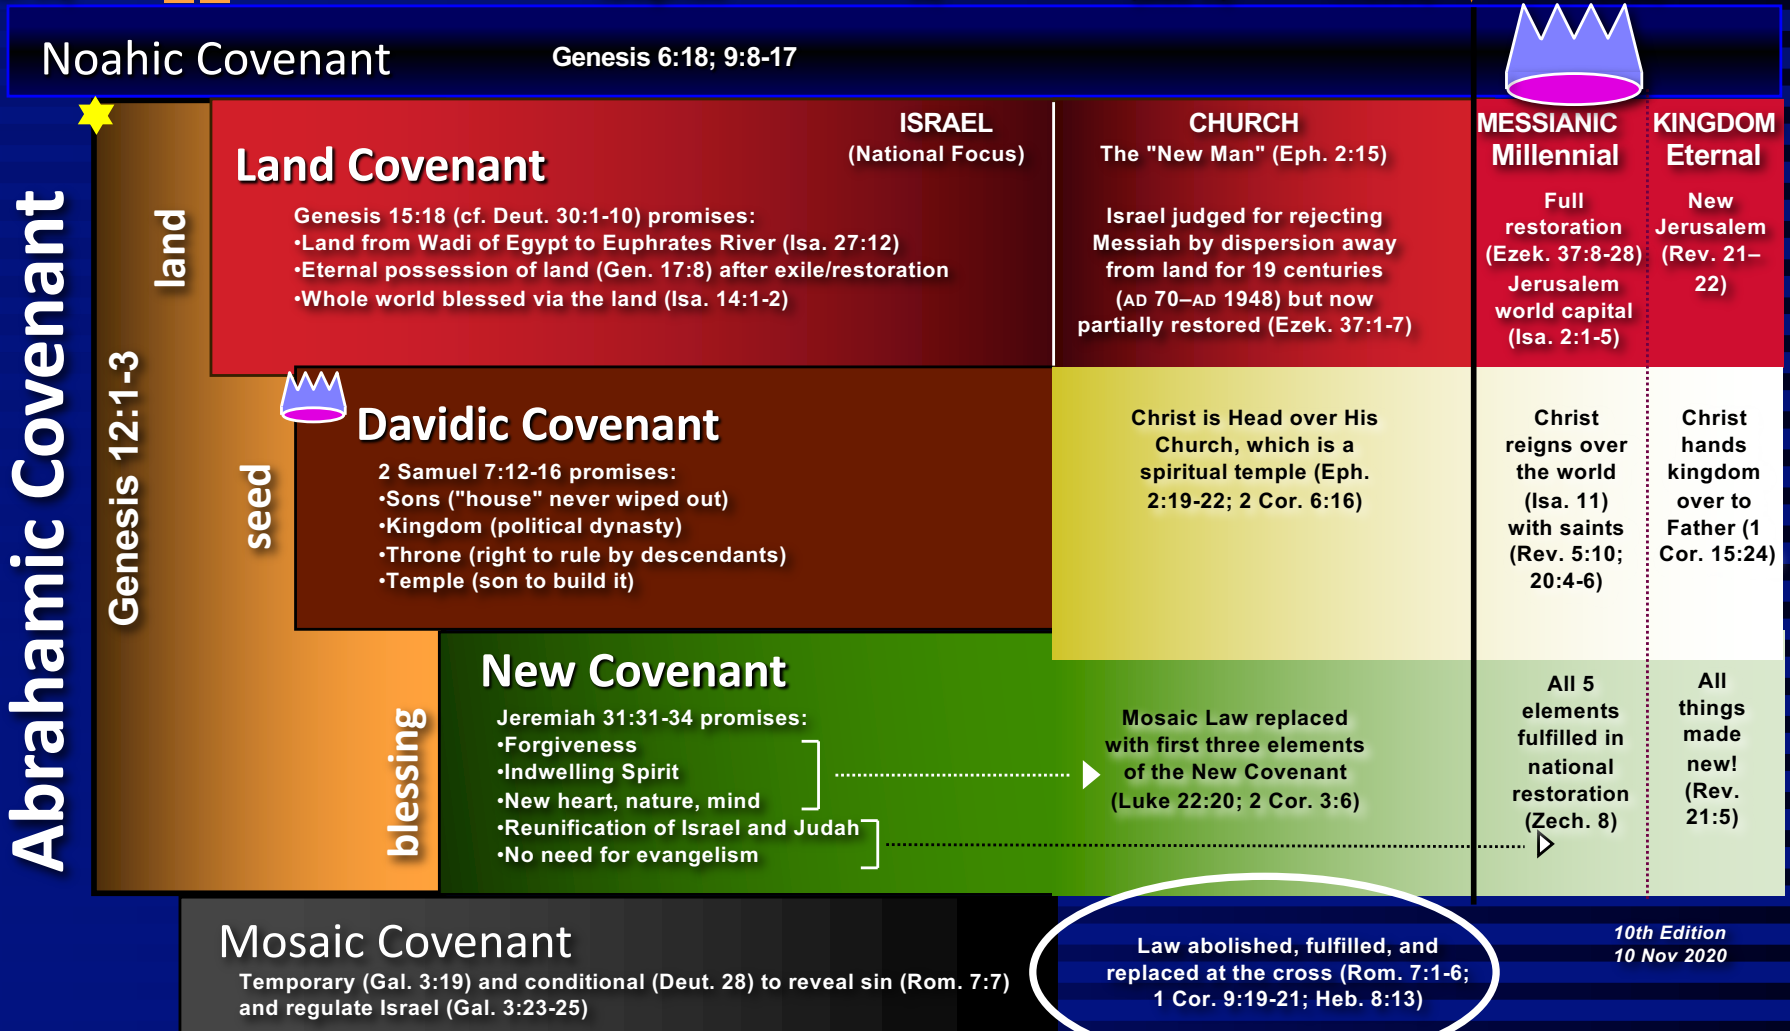 Noahic Covenant
Genesis 6:18; 9:8-17
Abrahamic Covenant
Genesis 12:1-3
land
seed
blessing
Land Covenant
ISRAEL
(National Focus)
Genesis 15:18 (cf. Deut. 30:1-10) promises:
•Land from Wadi of Egypt to Euphrates River (Isa. 27:12)
•Eternal possession of land (Gen. 17:8) after exile/restoration
•Whole world blessed via the land (Isa. 14:1-2)
CHURCH
The "New Man" (Eph. 2:15)
Israel judged for rejecting
Messiah by dispersion away
from land for 19 centuries
(AD 70–AD 1948) but now
partially restored (Ezek. 37:1-7)
MESSIANIC
Millennial
Full
restoration
(Ezek. 37:8-28)
Jerusalem
world capital
(Isa. 2:1-5)
KINGDOM
Eternal
New
Jerusalem
(Rev. 21–
22)
Davidic Covenant
2 Samuel 7:12-16 promises:
•Sons ("house" never wiped out)
•Kingdom (political dynasty)
•Throne (right to rule by descendants)
•Temple (son to build it)
Christ is Head over His
Church, which is a
spiritual temple (Eph.
2:19-22; 2 Cor. 6:16)
Christ
reigns over
the world
(Isa. 11)
with saints
(Rev. 5:10;
20:4-6)
Christ
hands
kingdom
over to
Father (1
Cor. 15:24)
New Covenant
Jeremiah 31:31-34 promises:
•Forgiveness
•Indwelling Spirit
•New heart, nature, mind
•Reunification of Israel and Judah
•No need for evangelism
Mosaic Law replaced
with first three elements
of the New Covenant
(Luke 22:20; 2 Cor. 3:6)
All 5
elements
fulfilled in
national
restoration
(Zech. 8)
All
things
made
new!
(Rev.
21:5)
Mosaic Covenant
Temporary (Gal. 3:19) and conditional (Deut. 28) to reveal sin (Rom. 7:7)
and regulate Israel (Gal. 3:23-25)
Law abolished, fulfilled, and
replaced at the cross (Rom. 7:1-6;
1 Cor. 9:19-21; Heb. 8:13)
10th Edition
10 Nov 2020